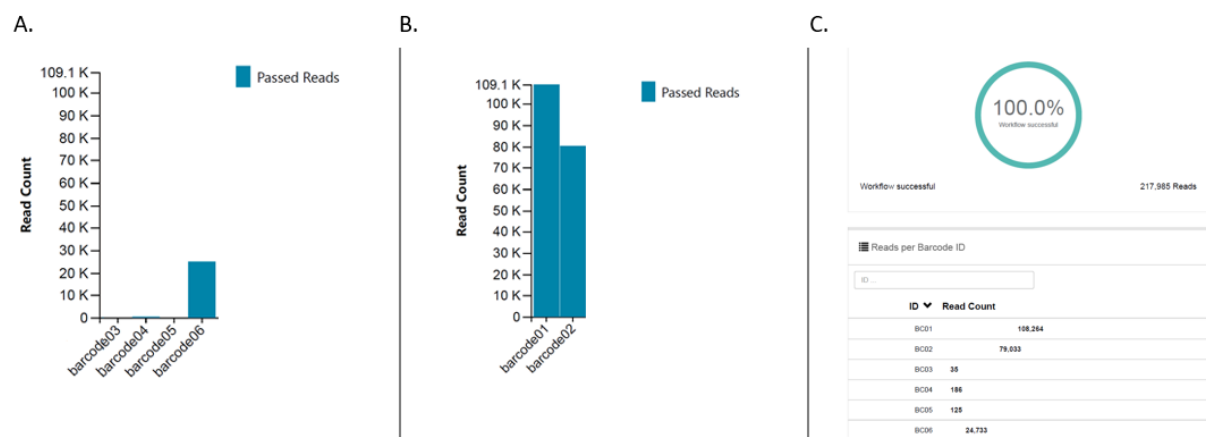 A.
109.1 K
100 K
90 K
80 K
70 K
60 K
50 K
40 K
30 K
20 K
10 K
0
Read Count
barcode03
barcode04
barcode05
barcode06
Passed Reads
B.
109.1 K
100 K
90 K
80 K
70 K
60 K
50 K
40 K
30 K
20 K
10 K
0
Read Count
barcode01
barcode02
Passed Reads
C.
100.0%
Workflow successful
Workflow successful 217,985 Reads
Reads per Barcode ID
ID...
ID Read Count
BC01 108,264
BC02 79,033
BC03 35
BC04 186
BC05 125
BC06 24,733